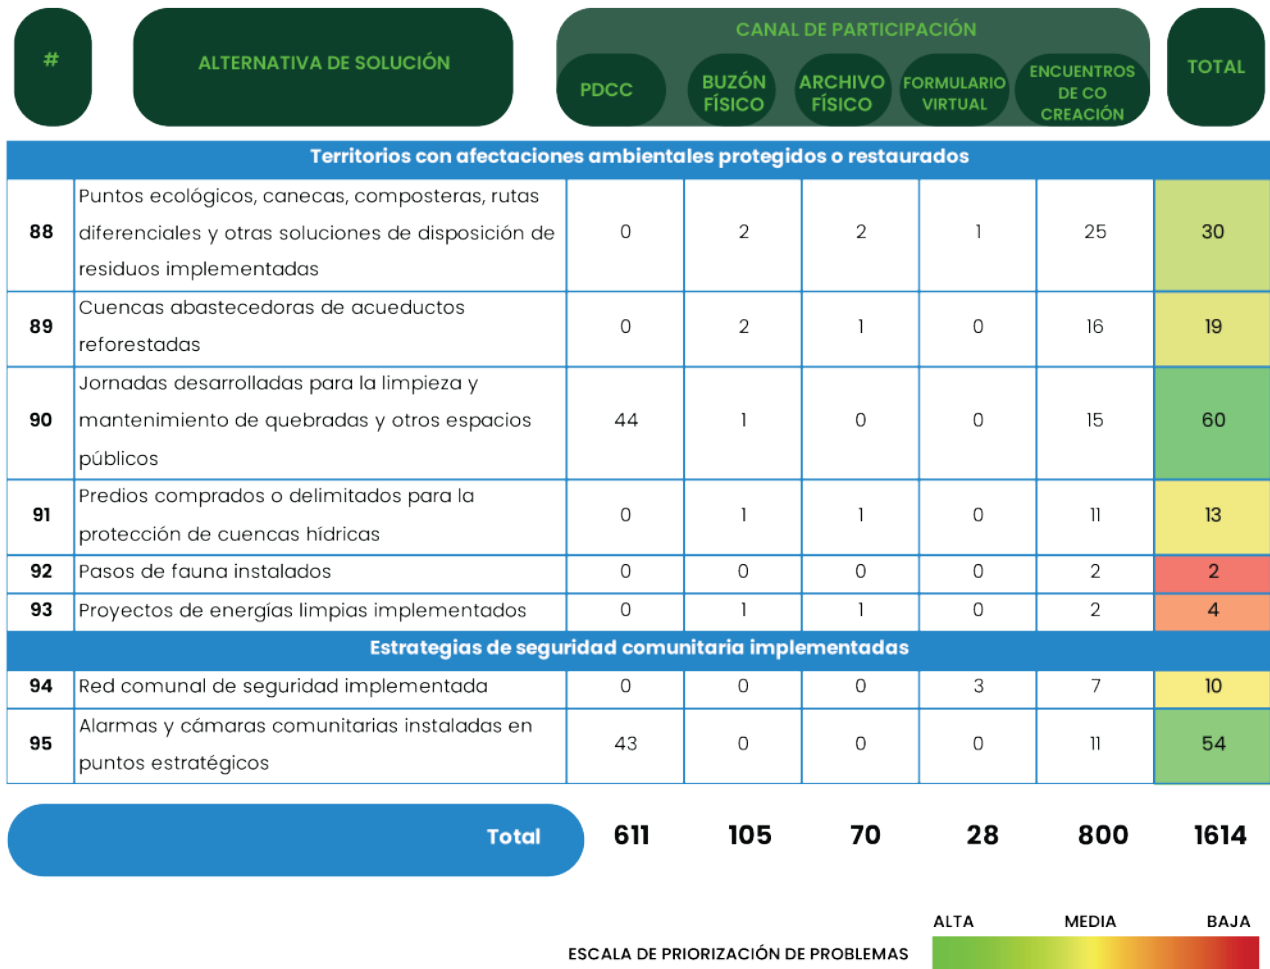 #
ALTERNATIVA DE SOLUCIÓN
CANAL DE PARTICIPACIÓN
PDCC
BUZÓN
FÍSICO
ARCHIVO
FÍSICO
FORMULARIO
VIRTUAL
ENCUENTROS
DE CO
CREACIÓN
TOTAL
Territorios con afectaciones ambientales protegidos o restaurados
Puntos ecológicos, canecas, composteras, rutas
88 diferenciales y otras soluciones de disposición de 0 2 2 1 25 30
residuos implementadas
Cuencas abastecedoras de acueductos
89 0 2 1 0 16 19
reforestadas
Jornadas desarrolladas para la limpieza y
90 mantenimiento de quebradas y otros espacios 44 1 0 0 15 60
públicos
Predios comprados o delimitados para la
91 0 1 1 0 11 13
protección de cuencas hídricas
92 Pasos de fauna instalados 0 0 0 0 2 2
93 Proyectos de energías limpias implementados 0 1 1 0 2 4
Estrategias de seguridad comunitaria implementadas
94 Red comunal de seguridad implementada 0 0 0 3 7 10
Alarmas y cámaras comunitarias instaladas en
95 43 0 0 0 11 54
puntos estratégicos
Total 611 105 70 28 800 1614
ALTA MEDIA BAJA
ESCALA DE PRIORIZACIÓN DE PROBLEMAS